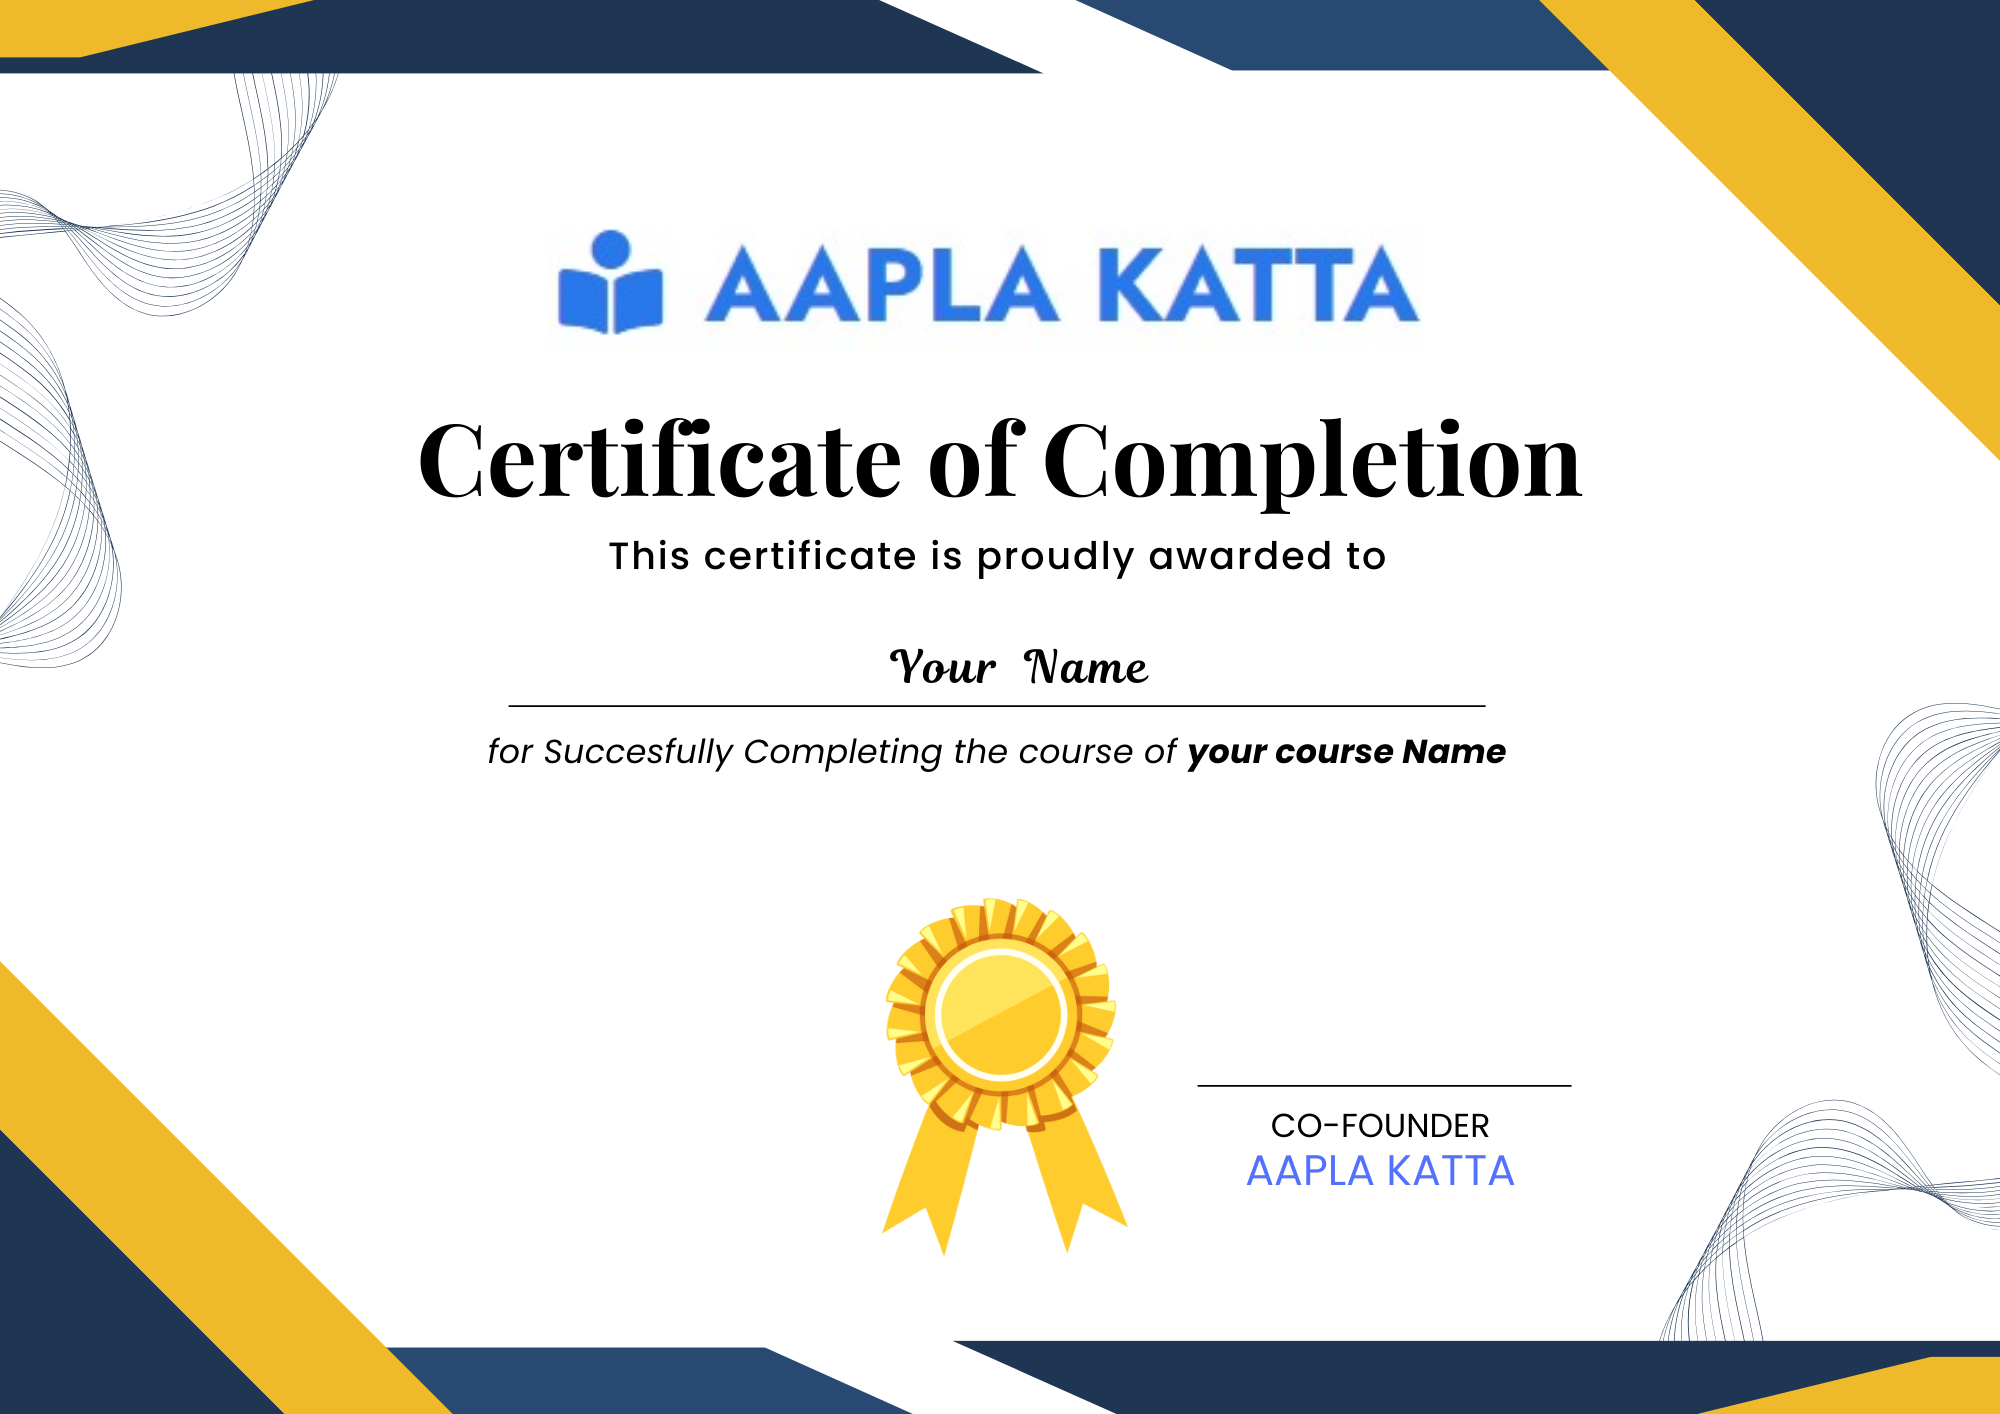 AAPLA KATTA
Certificate of Completion
This certificate is proudly awarded to
Your Name
for Succesfully Completing the course of your course Name
CO-FOUNDER
AAPLA KATTA